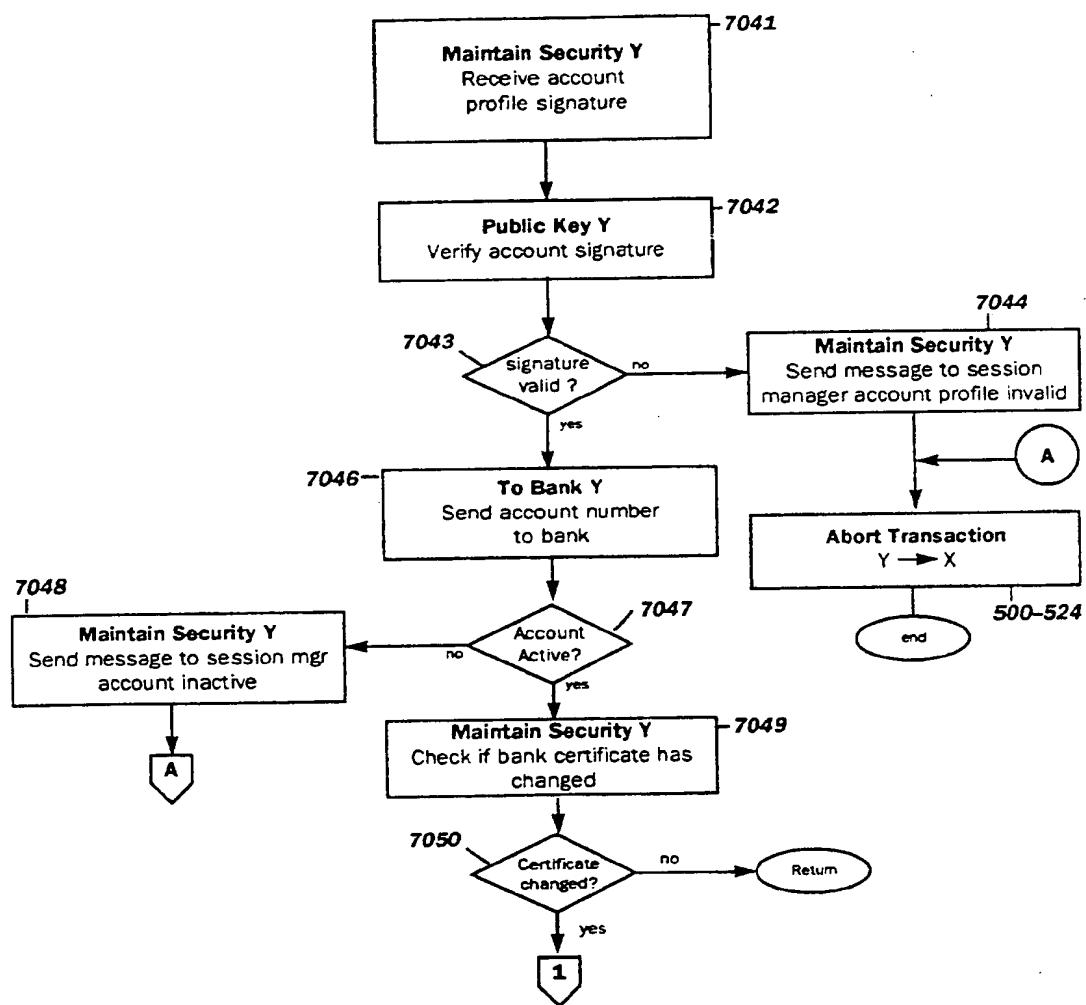 7041
Maintain Security Y
Receive account
profile signature
7042
Public Key Y
Verify account signature
7043
signature
valid ?
no
yes
7044
Maintain Security Y
Send message to session
manager account profile invalid
A
Abort Transaction
Y → X
500-524
end
7046
To Bank Y
Send account number
to bank
7047
Account
Active?
no
yes
7048
Maintain Security Y
Send message to session mgr
account inactive
A
7049
Maintain Security Y
Check if bank certificate has
changed
7050
Certificate
changed?
no
Return
yes
1